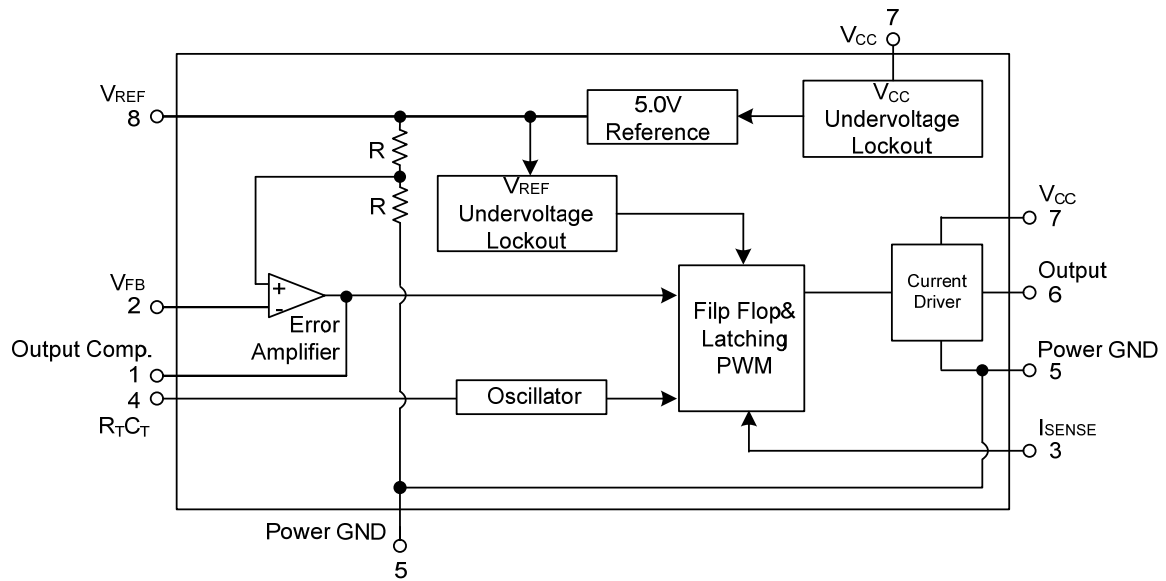 7
VCC
VREF
8
5.0V
Reference
VCC
Undervoltage
Lockout
R
R
VREF
Undervoltage
Lockout
VCC
7
VFB
2
+
-
Error
Amplifier
Filp Flop&
Latching
PWM
Current
Driver
Output
6
Output Comp.
1
4
RTCT
Oscillator
Power GND
5
ISENSE
3
Power GND
5